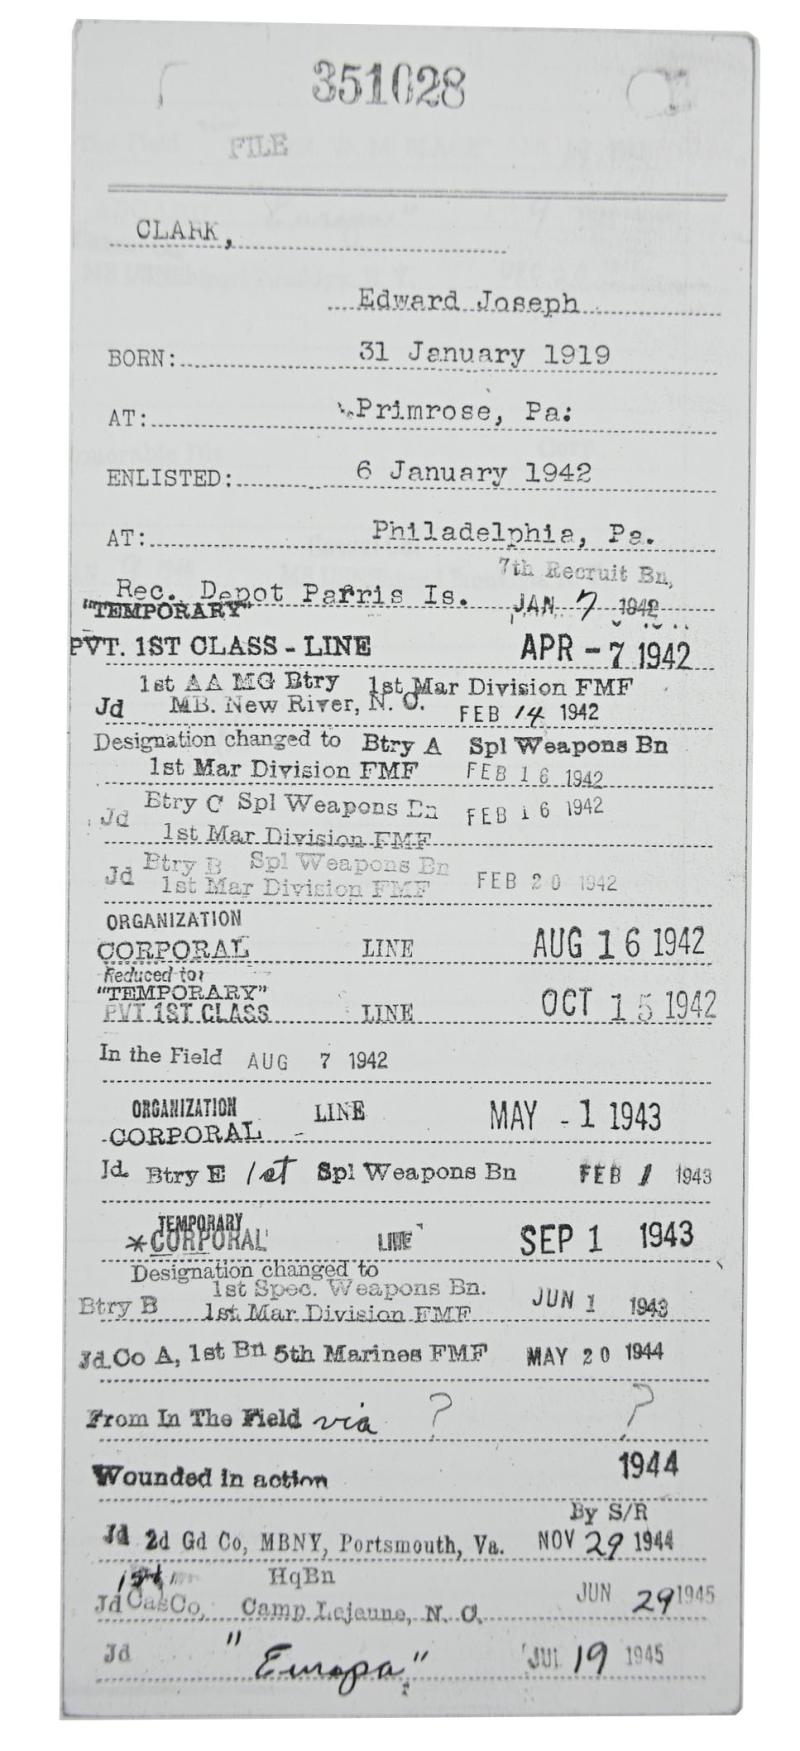 351028
FILE
CLARK,
Edward Joseph
BORN: 31 January 1919
AT: Primrose, Pa.
ENLISTED: 6 January 1942
AT: Philadelphia, Pa.
7th Recruit Bn,
Rec. Depot Parris Is. JAN 7 1942
"TEMPORARY"
PVT. 1ST CLASS - LINE APR - 7 1942
1st AA MG Btry 1st Mar Division FMF
Jd MB. New River, N. C. FEB 14 1942
Designation changed to Btry A Spl Weapons Bn
1st Mar Division FMF FEB 16 1942
Jd Btry C Spl Weapons Bn FEB 16 1942
1st Mar Division FMF
Jd Btry B Spl Weapons Bn
1st Mar Division FMF FEB 20 1942
ORGANIZATION
CORPORAL LINE AUG 16 1942
Reduced to:
"TEMPORARY"
PVT 1ST CLASS LINE OCT 15 1942
In the Field AUG 7 1942
ORGANIZATION LINE MAY - 1 1943
CORPORAL -
Jd. Btry E 1st Spl Weapons Bn FEB 1 1943
TEMPORARY
*CORPORAL LINE SEP 1 1943
Designation changed to
1st Spec. Weapons Bn.
Btry B 1st Mar Division FMF JUN 1 1943
Jd. Co A, 1st Bn 5th Marines FMF MAY 20 1944
From In The Field via ? ?
Wounded in action 1944
By S/R
Jd 2d Gd Co, MBNY, Portsmouth, Va. NOV 29 1944
1st HqBn
Jd CasCo, Camp Lejeune, N. C. JUN 29 1945
Jd "Europa" JUL 19 1945